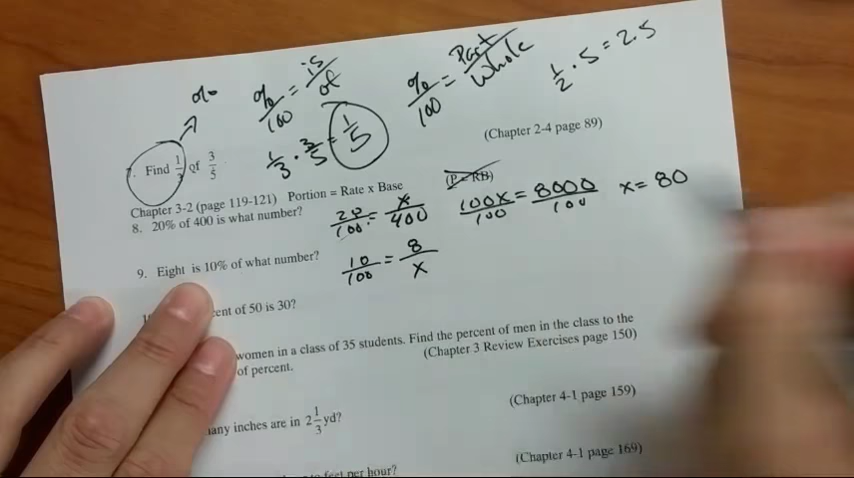 %
%/100 = is/of
%/100 = Part/Whole
1/2 · 5 = 2.5
1/3 · 3/5 = 1/5
(Chapter 2-4 page 89)
Find 1/3 of 3/5
Chapter 3-2 (page 119-121) Portion = Rate x Base (P = RB)
8. 20% of 400 is what number?
20/100 = x/400 100x/100 = 8000/100 x = 80
9. Eight is 10% of what number?
10/100 = 8/x
of 50 is 30?
women in a class of 35 students. Find the percent of men in the class to the
of percent. (Chapter 3 Review Exercises page 150)
inches are in 2 1/3 yd? (Chapter 4-1 page 159)
feet per hour? (Chapter 4-1 page 169)